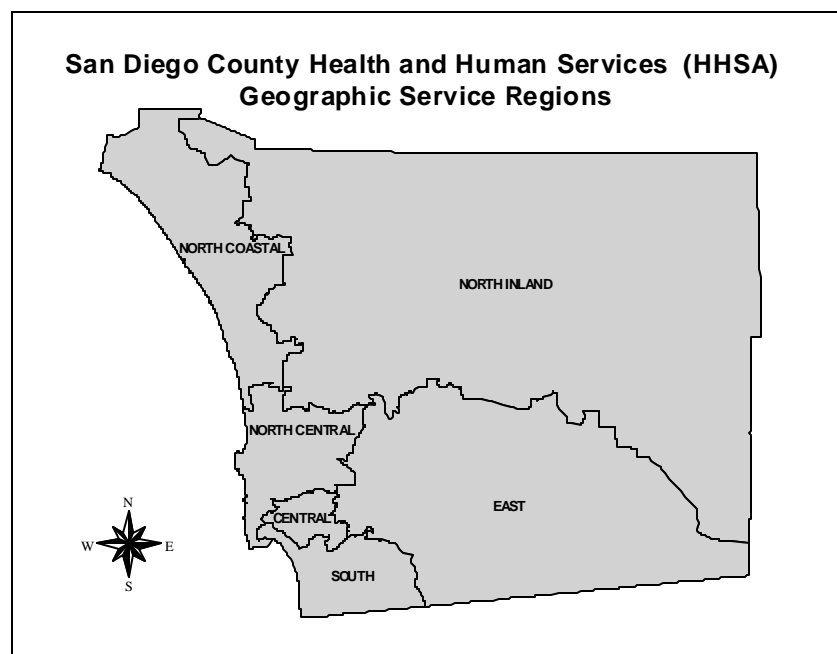 San Diego County Health and Human Services (HHSA)
Geographic Service Regions
NORTH COASTAL
NORTH INLAND
NORTH CENTRAL
EAST
CENTRAL
SOUTH
N
W E
S